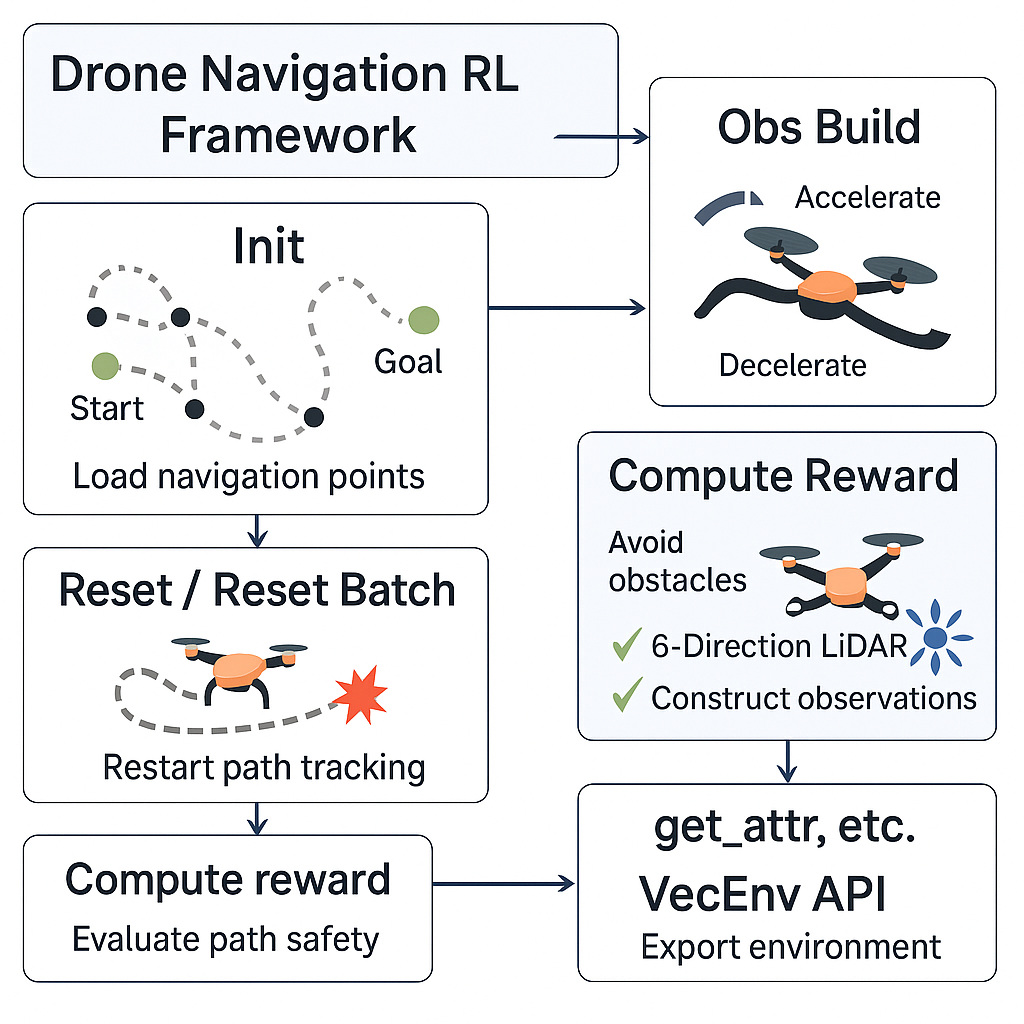 Drone Navigation RL
Framework
Obs Build
Accelerate
Decelerate
Init
Goal
Start
Load navigation points
Compute Reward
Avoid
obstacles
✓ 6-Direction LiDAR
✓ Construct observations
Reset / Reset Batch
Restart path tracking
Compute reward
Evaluate path safety
get_attr, etc.
VecEnv API
Export environment